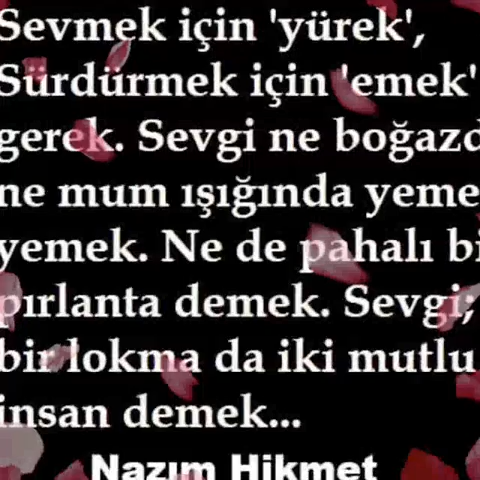 Sevmek için 'yürek',
Sürdürmek için 'emek'
gerek. Sevgi ne boğazd
ne mum ışığında yeme
yemek. Ne de pahalı bi
pırlanta demek. Sevgi;
bir lokma da iki mutlu
insan demek...
Nazım Hikmet